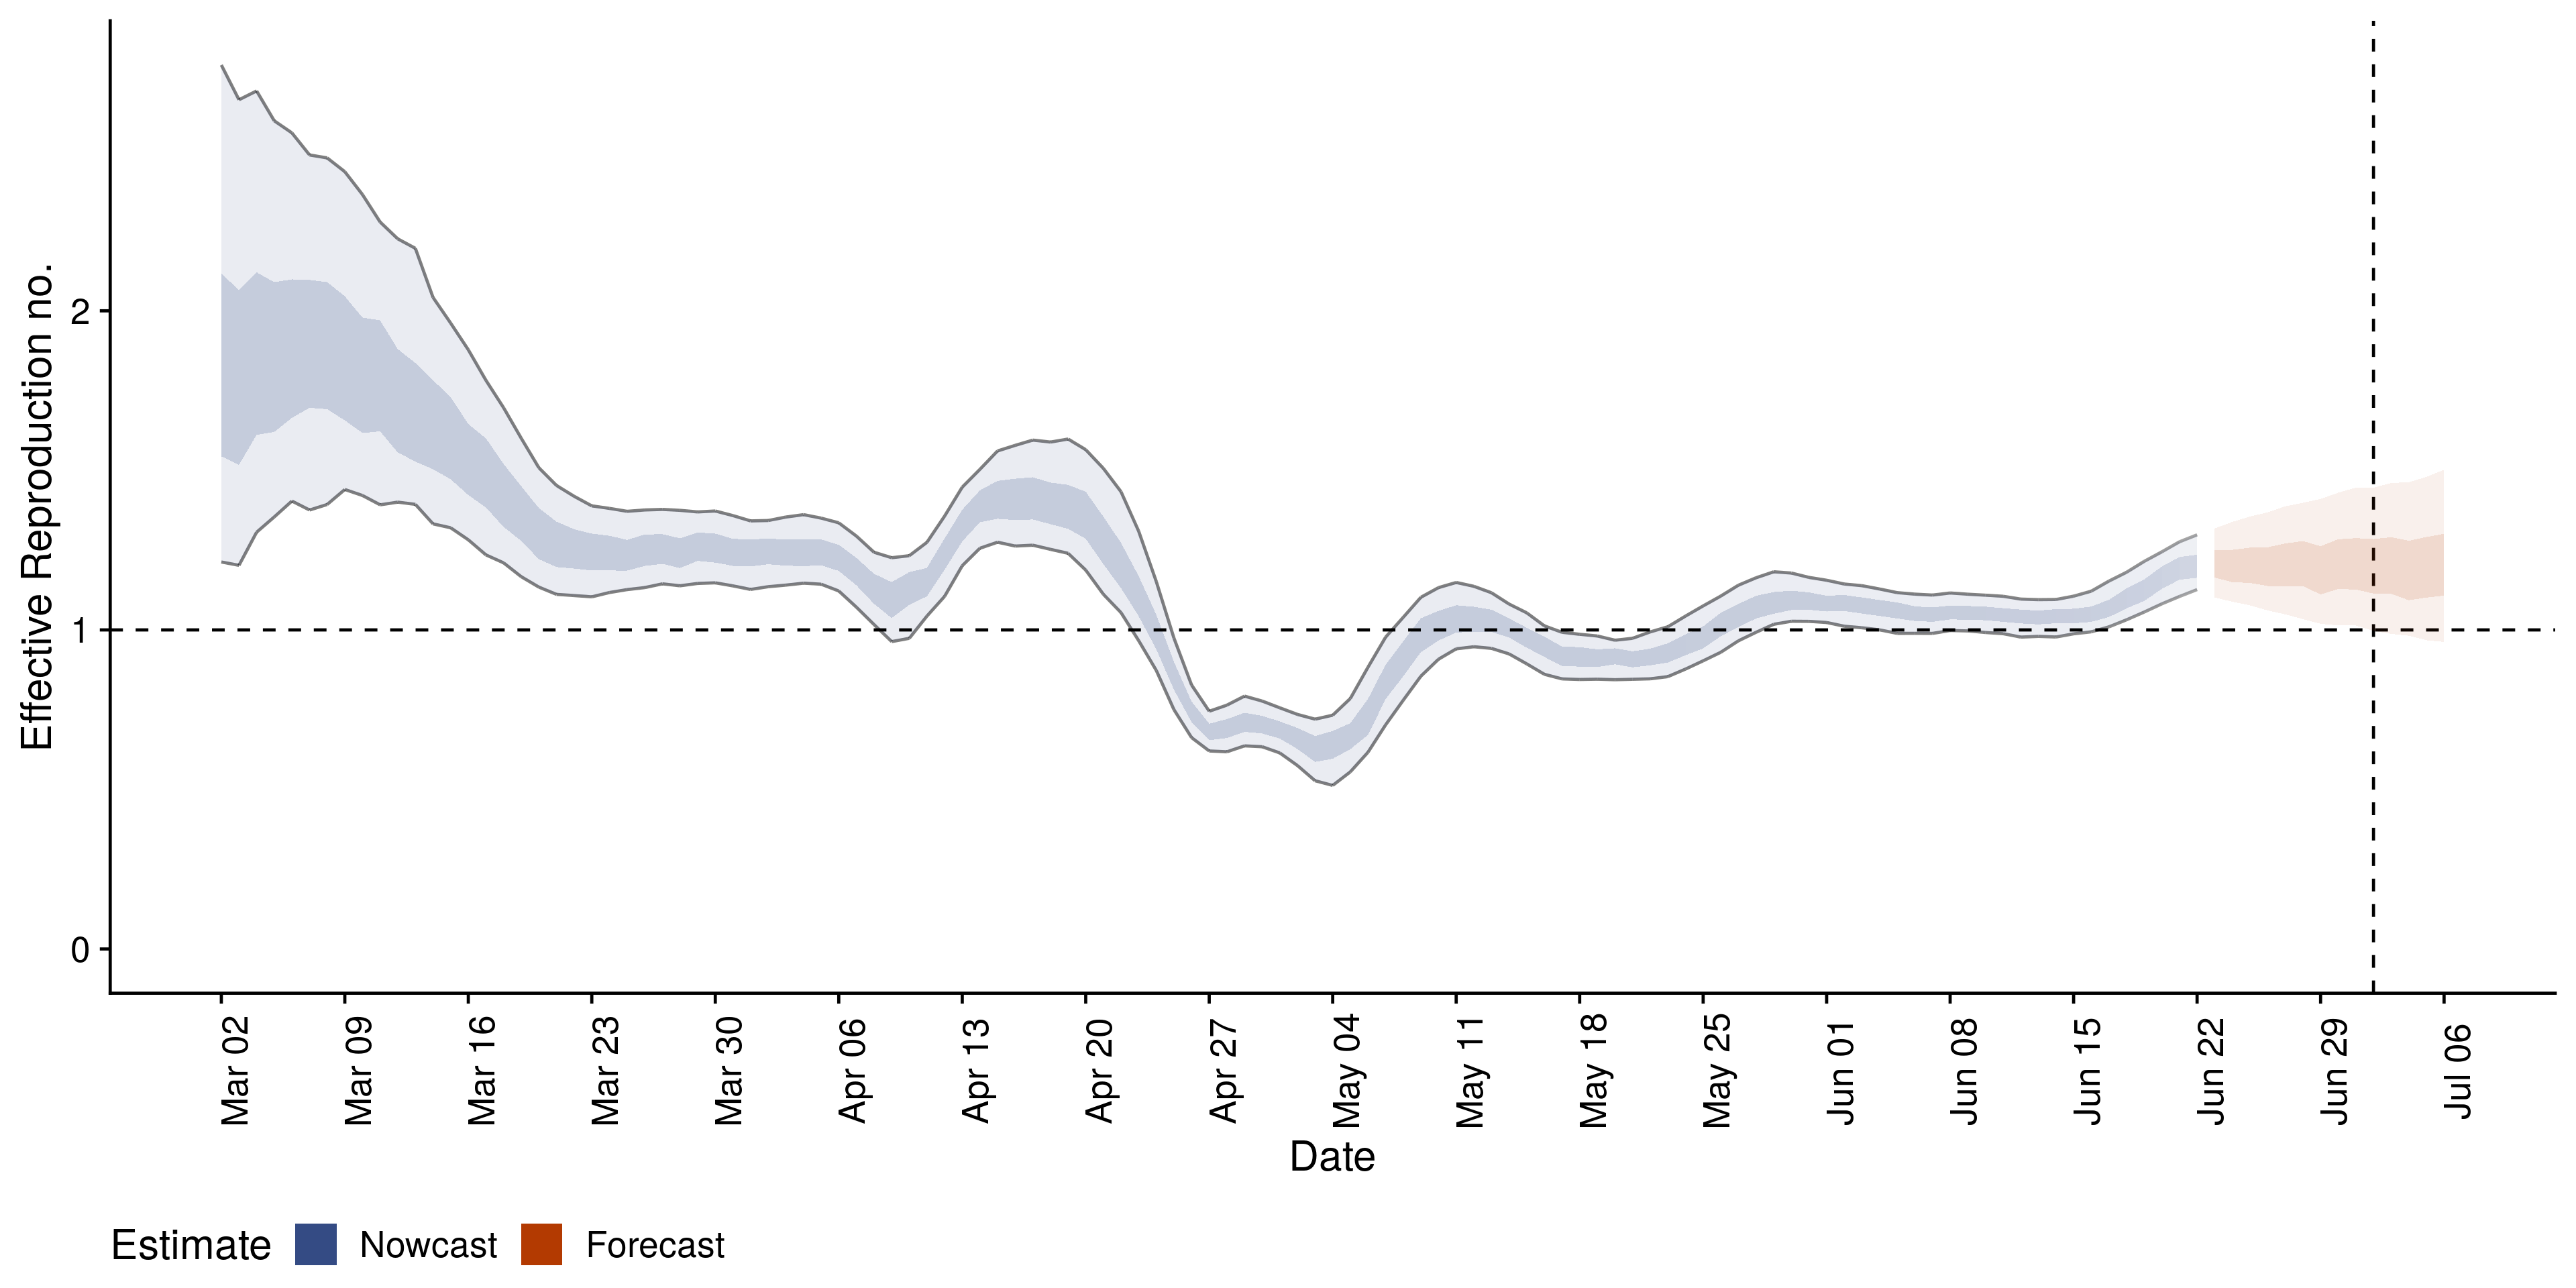 Effective Reproduction no.
2
1
0
Mar 02
Mar 09
Mar 16
Mar 23
Mar 30
Apr 06
Apr 13
Apr 20
Apr 27
May 04
May 11
May 18
May 25
Jun 01
Jun 08
Jun 15
Jun 22
Jun 29
Jul 06
Date
Estimate Nowcast Forecast